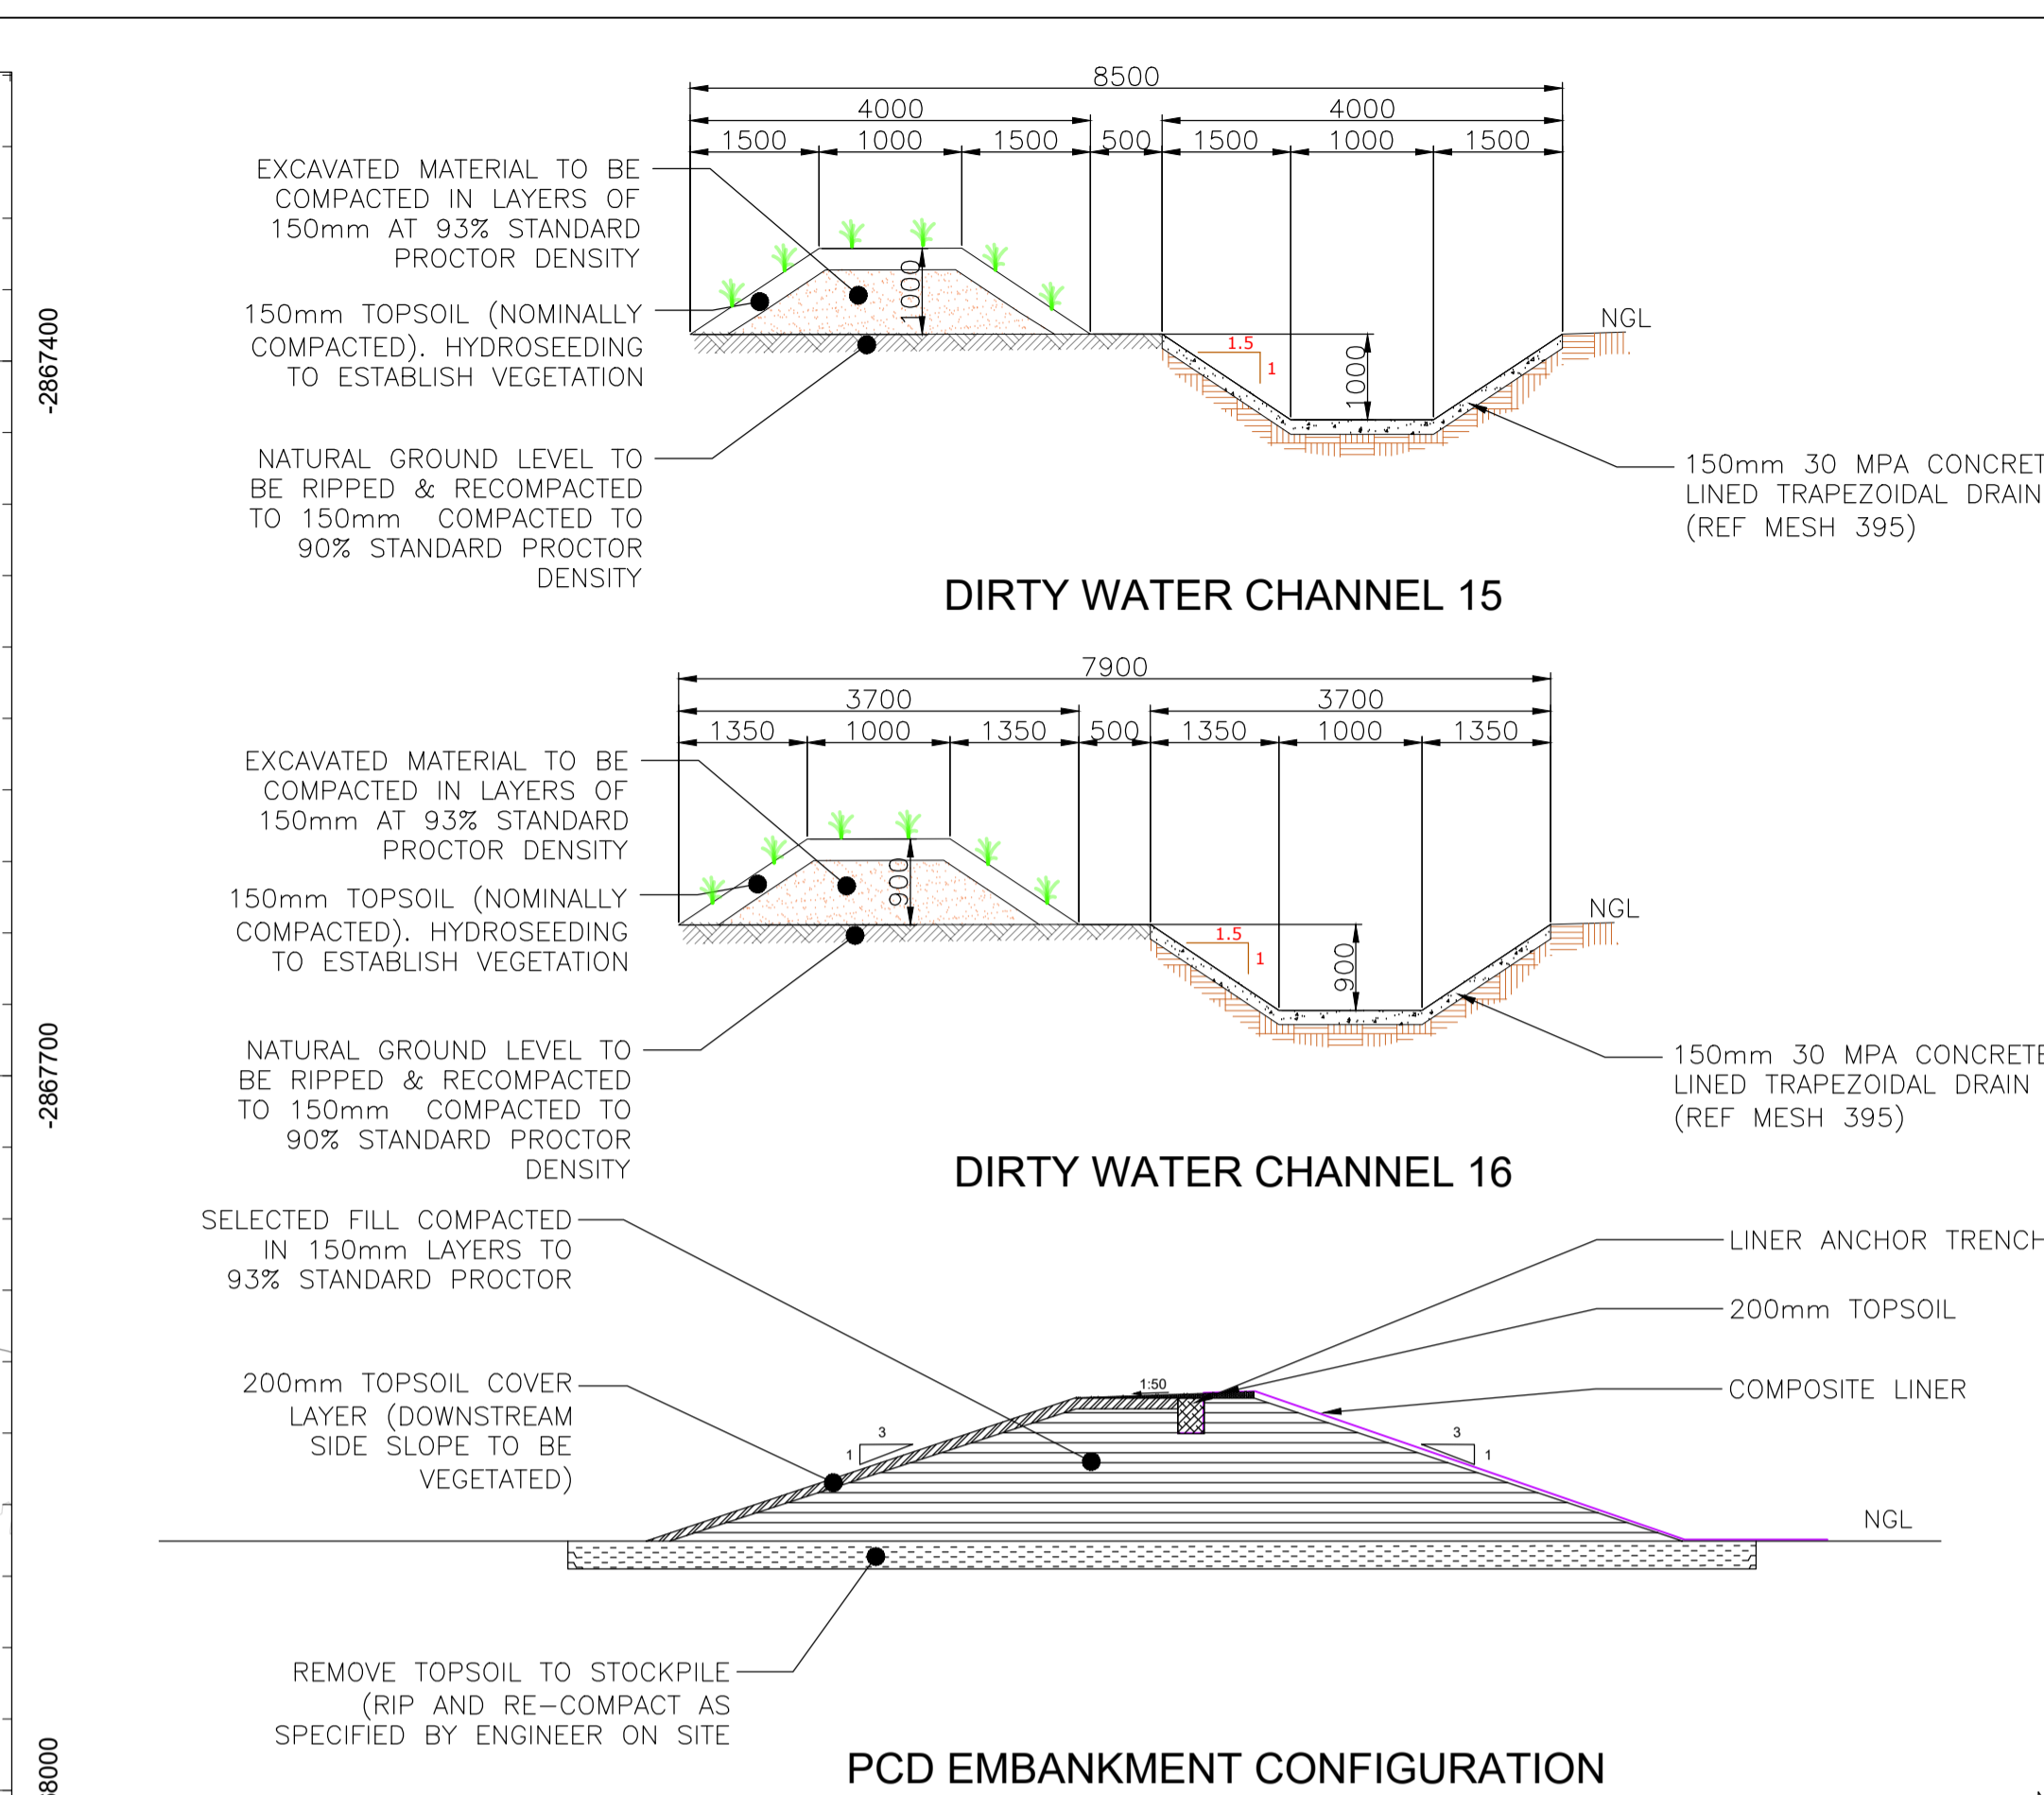 8500
4000 4000
1500 1000 1500 500 1500 1000 1500
EXCAVATED MATERIAL TO BE
COMPACTED IN LAYERS OF
150mm AT 93% STANDARD
PROCTOR DENSITY
150mm TOPSOIL (NOMINALLY
COMPACTED). HYDROSEEDING
TO ESTABLISH VEGETATION
NATURAL GROUND LEVEL TO
BE RIPPED & RECOMPACTED
TO 150mm COMPACTED TO
90% STANDARD PROCTOR
DENSITY
1000
1.5
1
1000
NGL
150mm 30 MPA CONCRET
LINED TRAPEZOIDAL DRAIN
(REF MESH 395)
DIRTY WATER CHANNEL 15
-2867400
7900
3700 3700
1350 1000 1350 500 1350 1000 1350
EXCAVATED MATERIAL TO BE
COMPACTED IN LAYERS OF
150mm AT 93% STANDARD
PROCTOR DENSITY
150mm TOPSOIL (NOMINALLY
COMPACTED). HYDROSEEDING
TO ESTABLISH VEGETATION
NATURAL GROUND LEVEL TO
BE RIPPED & RECOMPACTED
TO 150mm COMPACTED TO
90% STANDARD PROCTOR
DENSITY
900
1.5
1
900
NGL
150mm 30 MPA CONCRETE
LINED TRAPEZOIDAL DRAIN
(REF MESH 395)
DIRTY WATER CHANNEL 16
-2867700
SELECTED FILL COMPACTED
IN 150mm LAYERS TO
93% STANDARD PROCTOR
200mm TOPSOIL COVER
LAYER (DOWNSTREAM
SIDE SLOPE TO BE
VEGETATED)
REMOVE TOPSOIL TO STOCKPILE
(RIP AND RE-COMPACT AS
SPECIFIED BY ENGINEER ON SITE
1:50
3
1
3
1
LINER ANCHOR TRENCH
200mm TOPSOIL
COMPOSITE LINER
NGL
PCD EMBANKMENT CONFIGURATION
8000